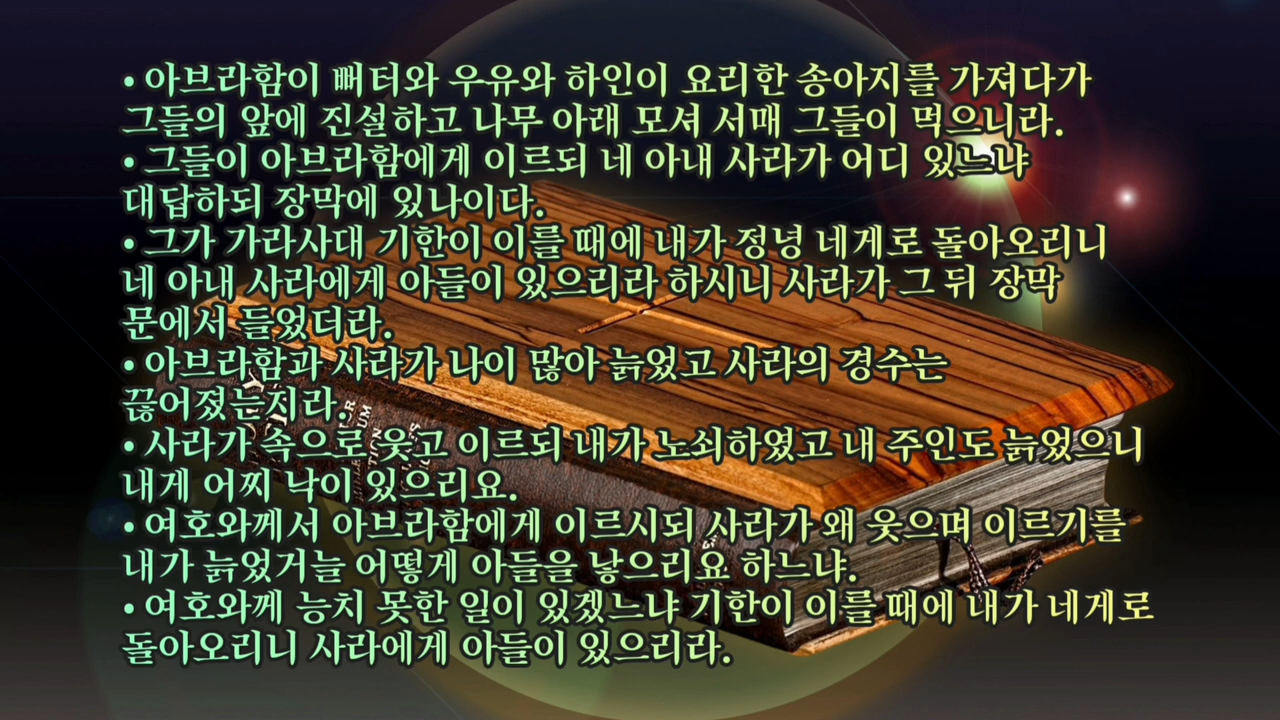 • 아브라함이 뻐터와 우유와 하인이 요리한 송아지를 가져다가
그들의 앞에 진설하고 나무 아래 모셔 서매 그들이 먹으니라.
• 그들이 아브라함에게 이르되 네 아내 사라가 어디 있느냐
대답하되 장막에 있나이다.
• 그가 가라사대 기한이 이를 때에 내가 정녕 네게로 돌아오리니
네 아내 사라에게 아들이 있으리라 하시니 사라가 그 뒤 장막
문에서 들었더라.
• 아브라함과 사라가 나이 많아 늙었고 사라의 경수는
끊어졌는지라.
• 사라가 속으로 웃고 이르되 내가 노쇠하였고 내 주인도 늙었으니
내게 어찌 낙이 있으리요.
• 여호와께서 아브라함에게 이르시되 사라가 왜 웃으며 이르기를
내가 늙었거늘 어떻게 아들을 낳으리요 하느냐.
• 여호와께 능치 못한 일이 있겠느냐 기한이 이를 때에 내가 네게로
돌아오리니 사라에게 아들이 있으리라.